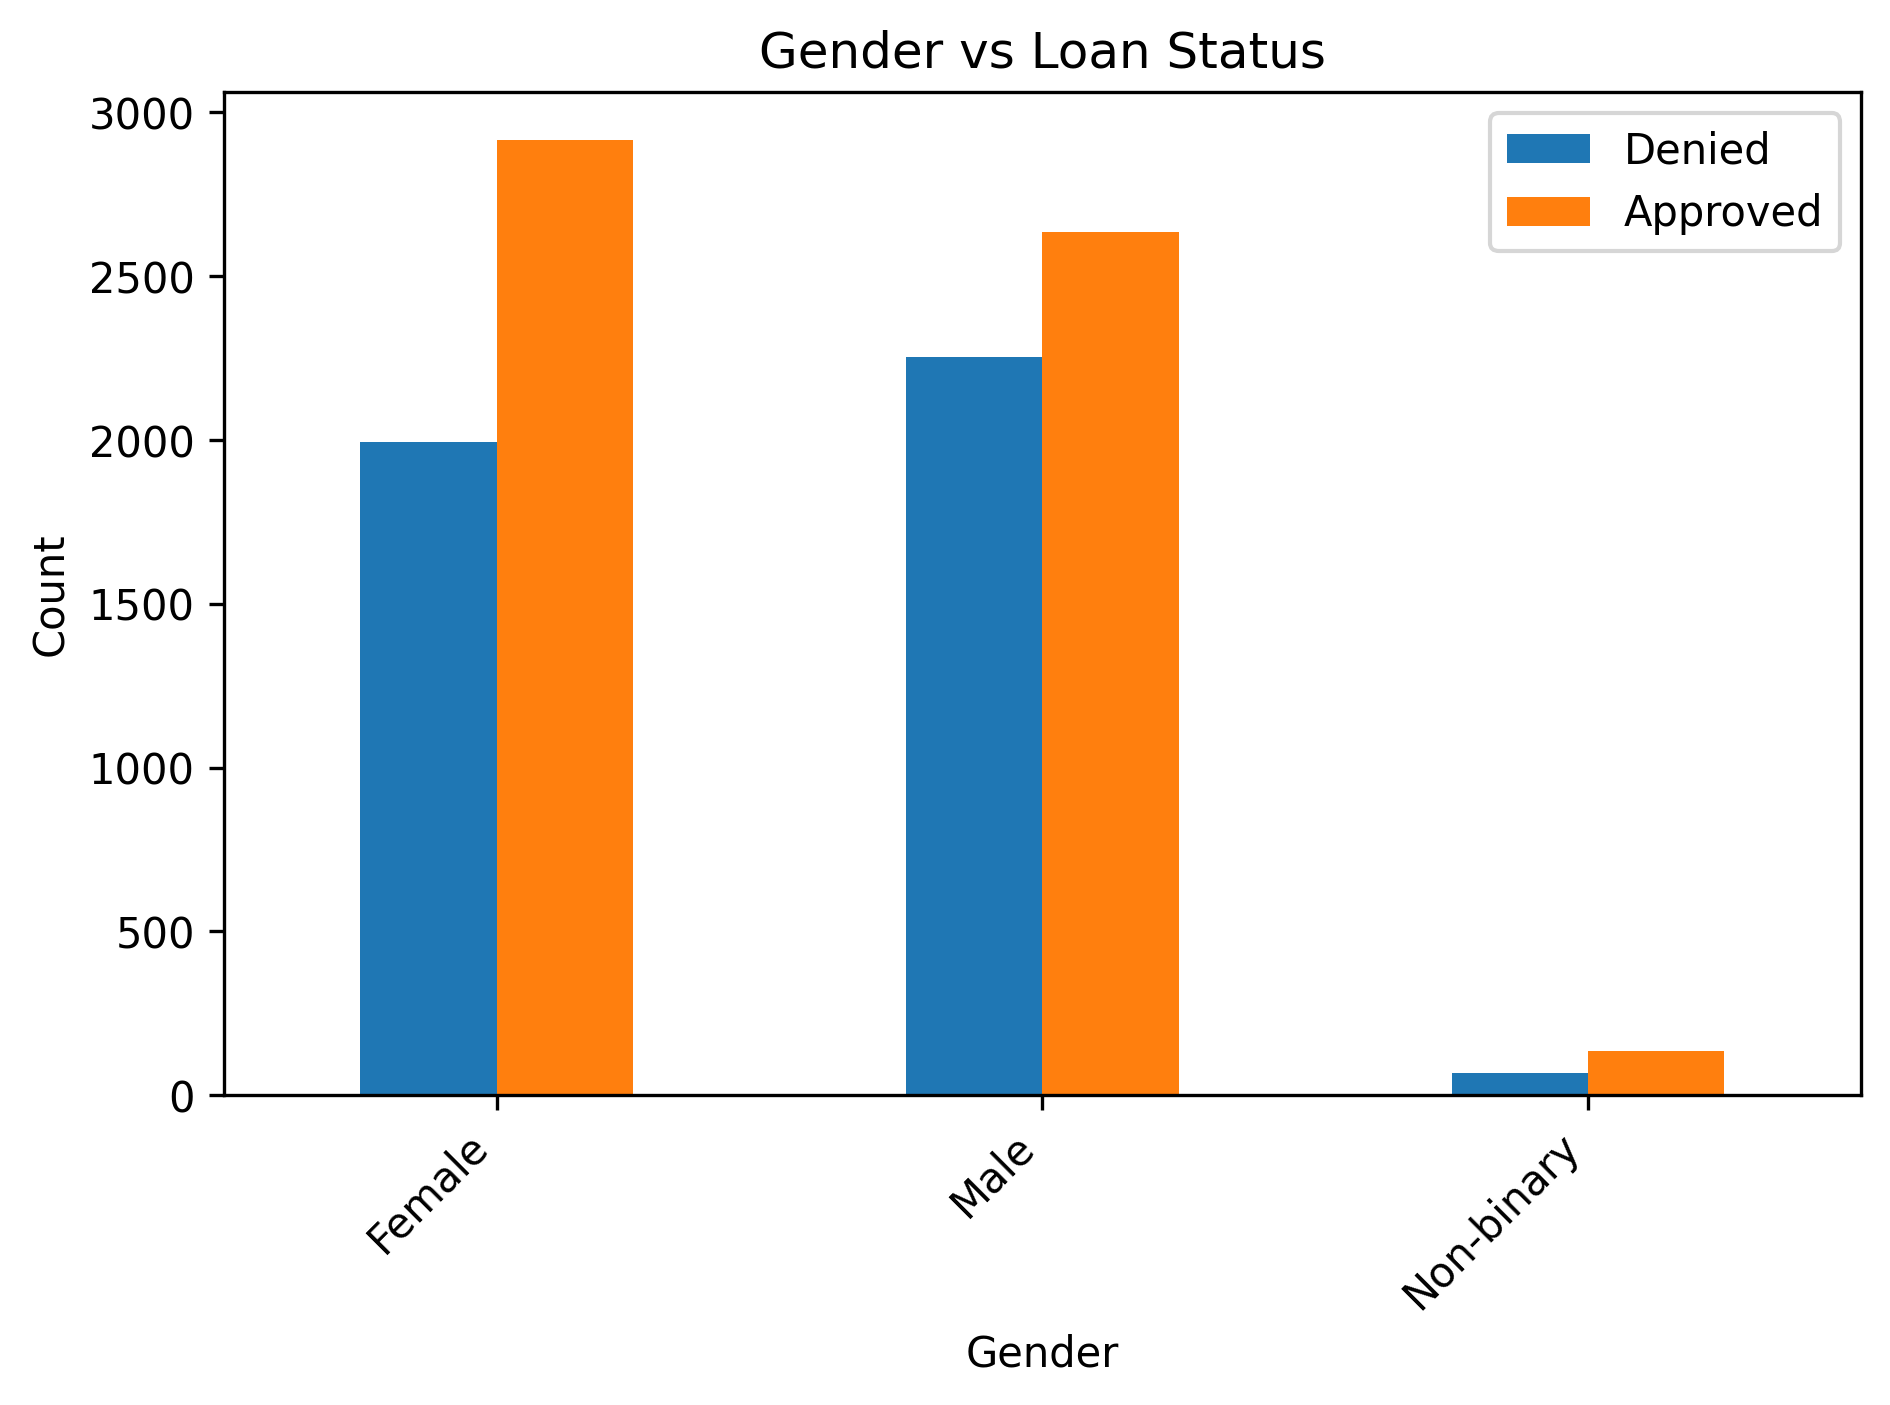 Gender vs Loan Status
Denied
Approved
3000
2500
2000
1500
1000
500
0
Count
Female
Male
Non-binary
Gender